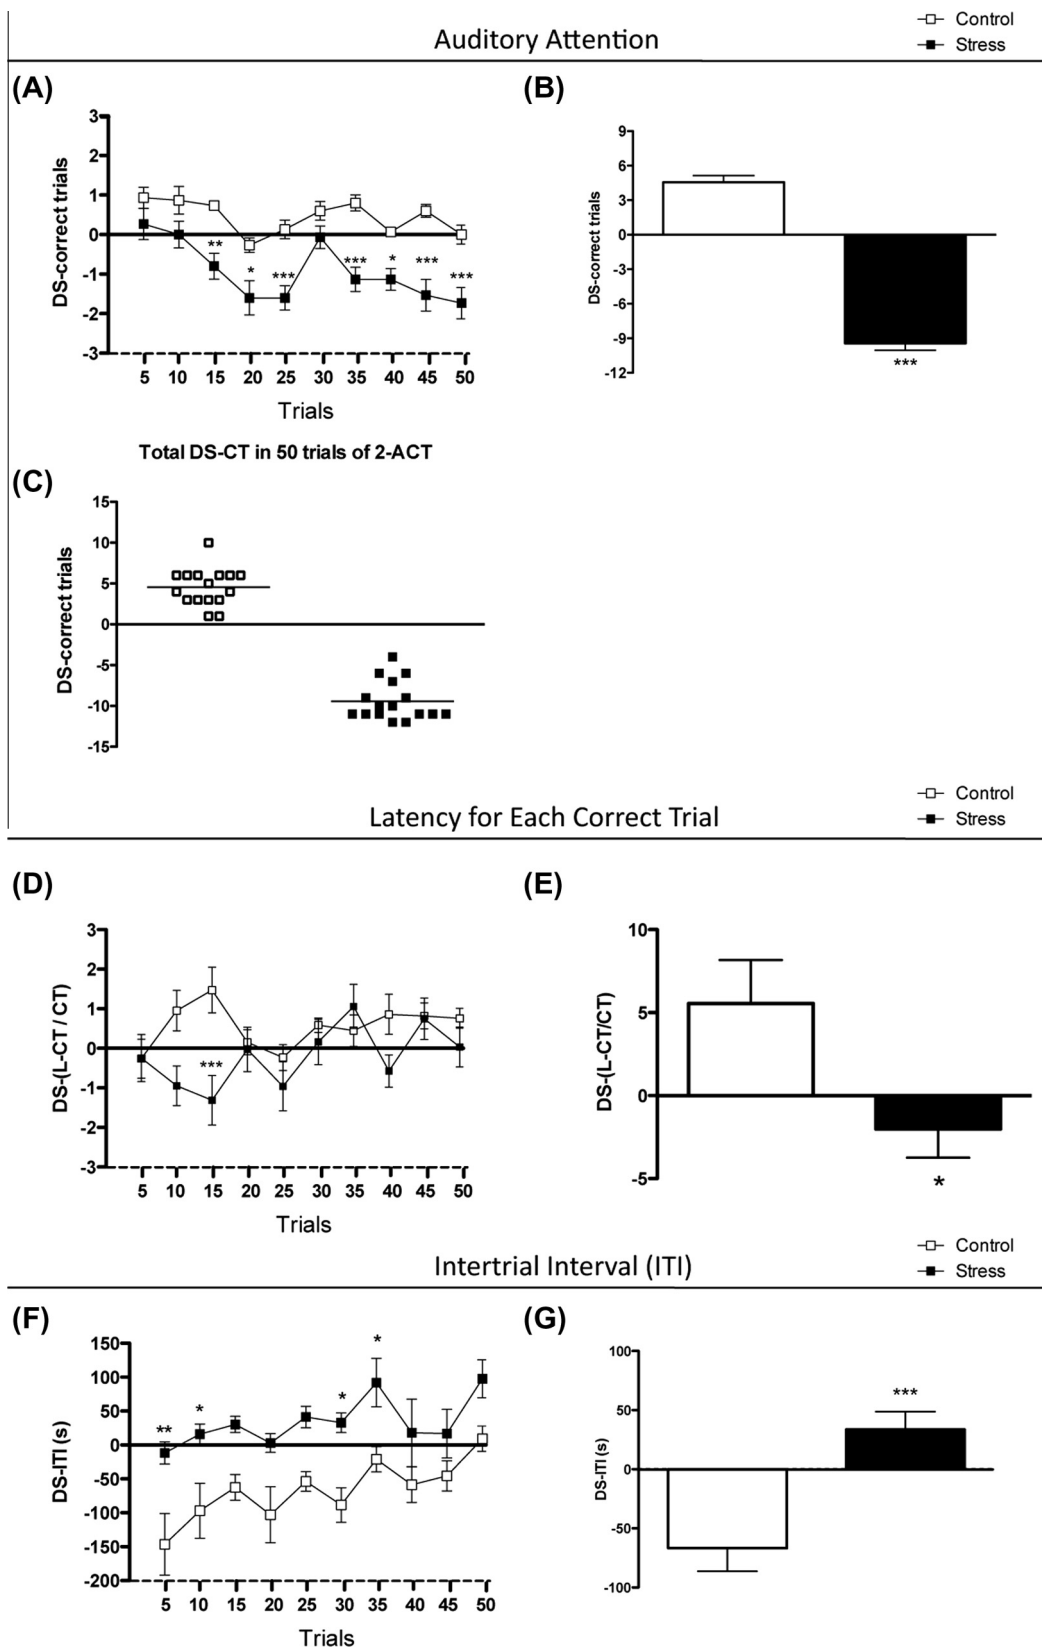 Auditory Attention
Control
Stress
(A)
DS-correct trials
3
2
1
0
-1
-2
-3
**
*
***
***
*
***
***
5 10 15 20 25 30 35 40 45 50
Trials
(B)
DS-correct trials
9
6
3
0
-3
-6
-9
-12
***
Total DS-CT in 50 trials of 2-ACT
(C)
DS-correct trials
15
10
5
0
-5
-10
-15
Latency for Each Correct Trial
Control
Stress
(D)
DS-(L-CT / CT)
3
2
1
0
-1
-2
-3
***
5 10 15 20 25 30 35 40 45 50
Trials
(E)
DS-(L-CT/CT)
10
5
0
-5
*
Intertrial Interval (ITI)
Control
Stress
(F)
DS-ITI (s)
150
100
50
0
-50
-100
-150
-200
**
*
*
*
5 10 15 20 25 30 35 40 45 50
Trials
(G)
DS-ITI (s)
100
50
0
-50
-100
***